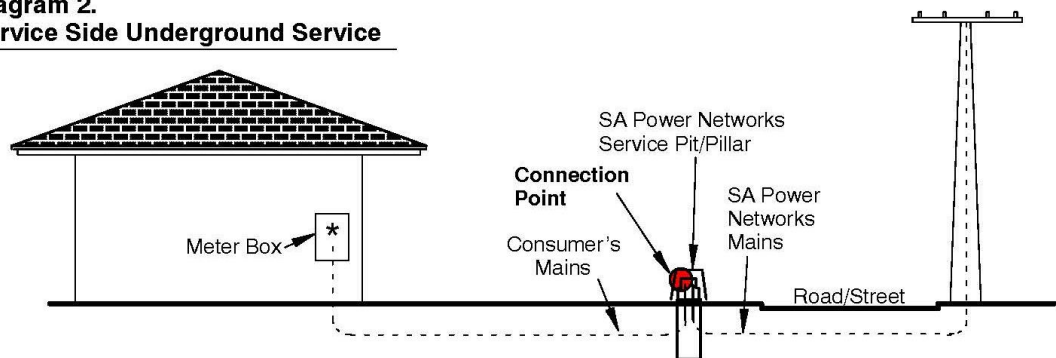 agram 2.
rvice Side Underground Service
SA Power Networks
Service Pit/Pillar
Connection
Point
SA Power
Networks
Mains
Meter Box
*
Consumer's
Mains
Road/Street